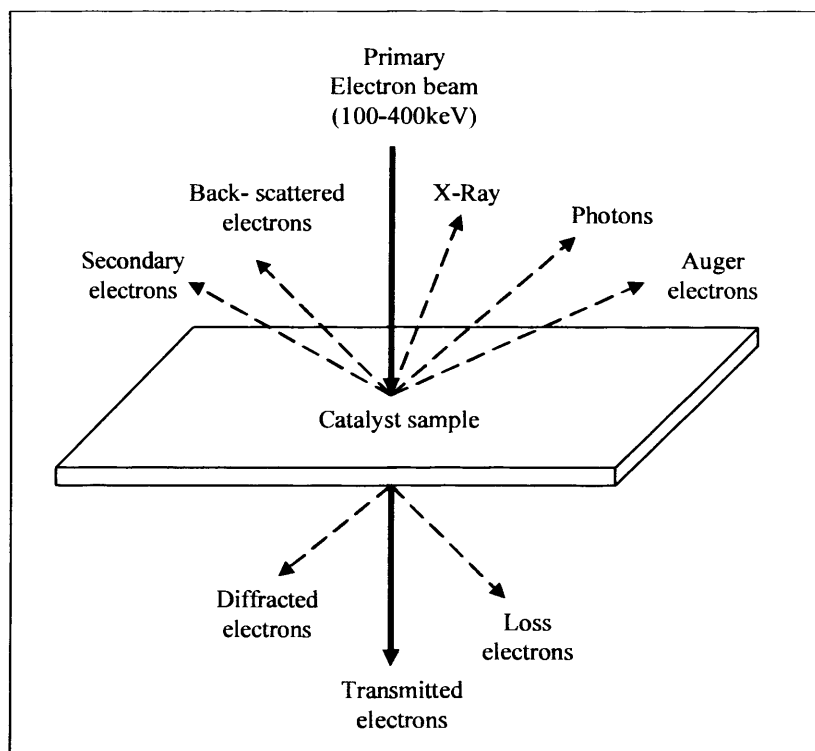 Primary
Electron beam
(100-400keV)
Back- scattered
electrons
X-Ray
Photons
Secondary
electrons
Auger
electrons
Catalyst sample
Diffracted
electrons
Loss
electrons
Transmitted
electrons